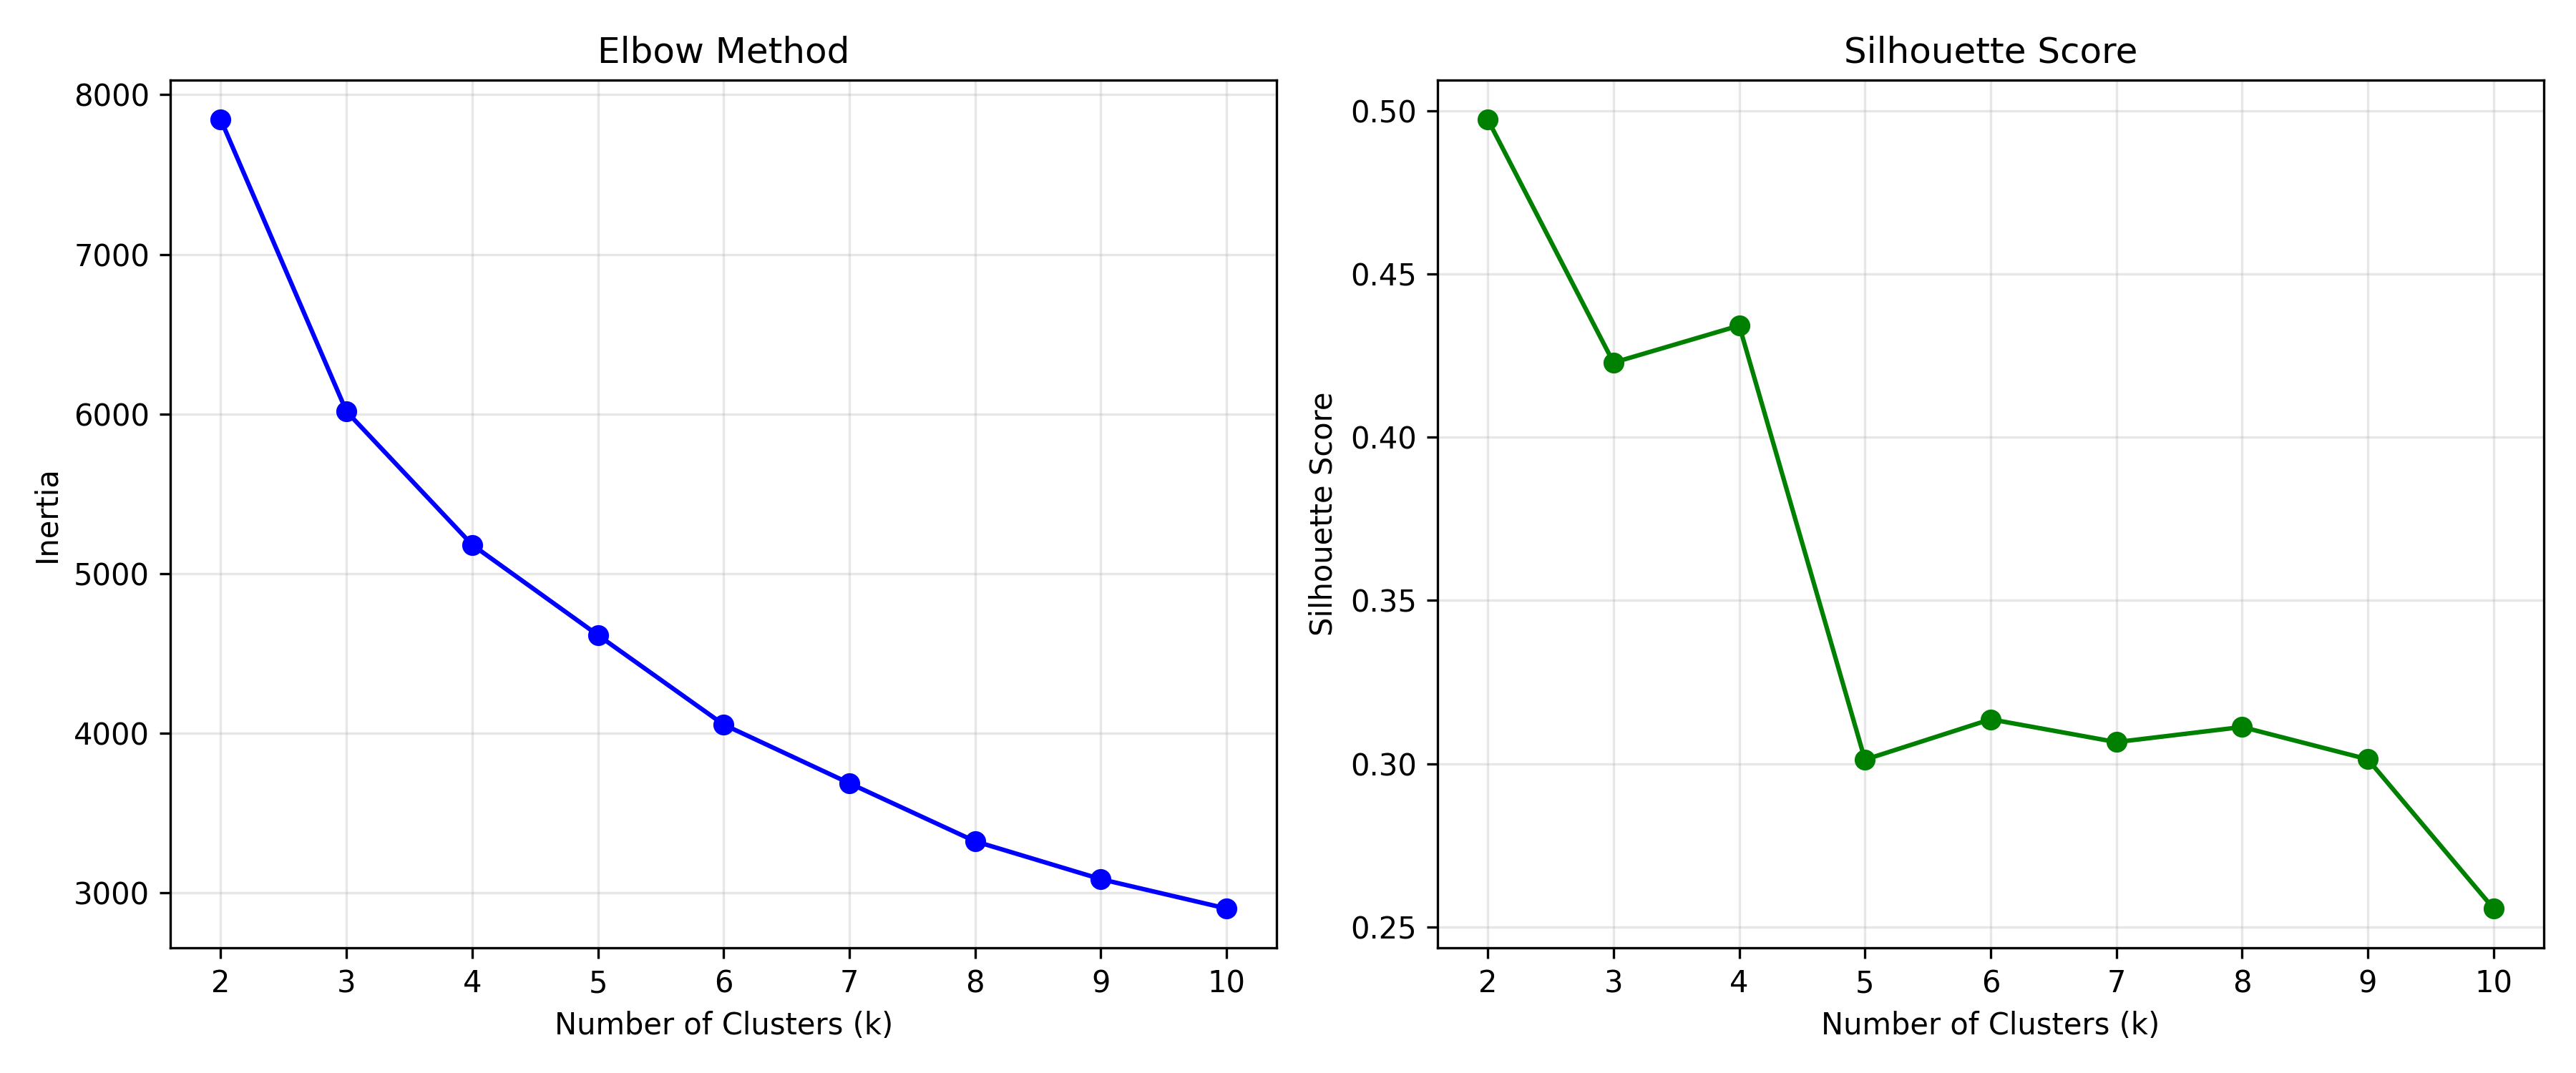 Elbow Method
8000
7000
6000
5000
4000
3000
Inertia
2 3 4 5 6 7 8 9 10
Number of Clusters (k)
Silhouette Score
0.50
0.45
0.40
0.35
0.30
0.25
Silhouette Score
2 3 4 5 6 7 8 9 10
Number of Clusters (k)